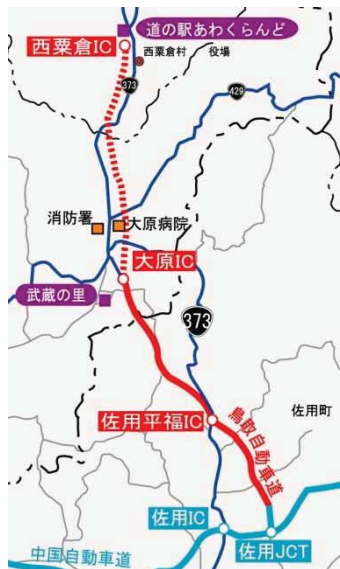 道の駅あわくらんど
西粟倉IC
西粟倉村 役場
373
429
消防署
大原病院
大原IC
武蔵の里
373
佐用平福IC
鳥取自動車道
佐用町
佐用IC
佐用JCT
中国自動車道